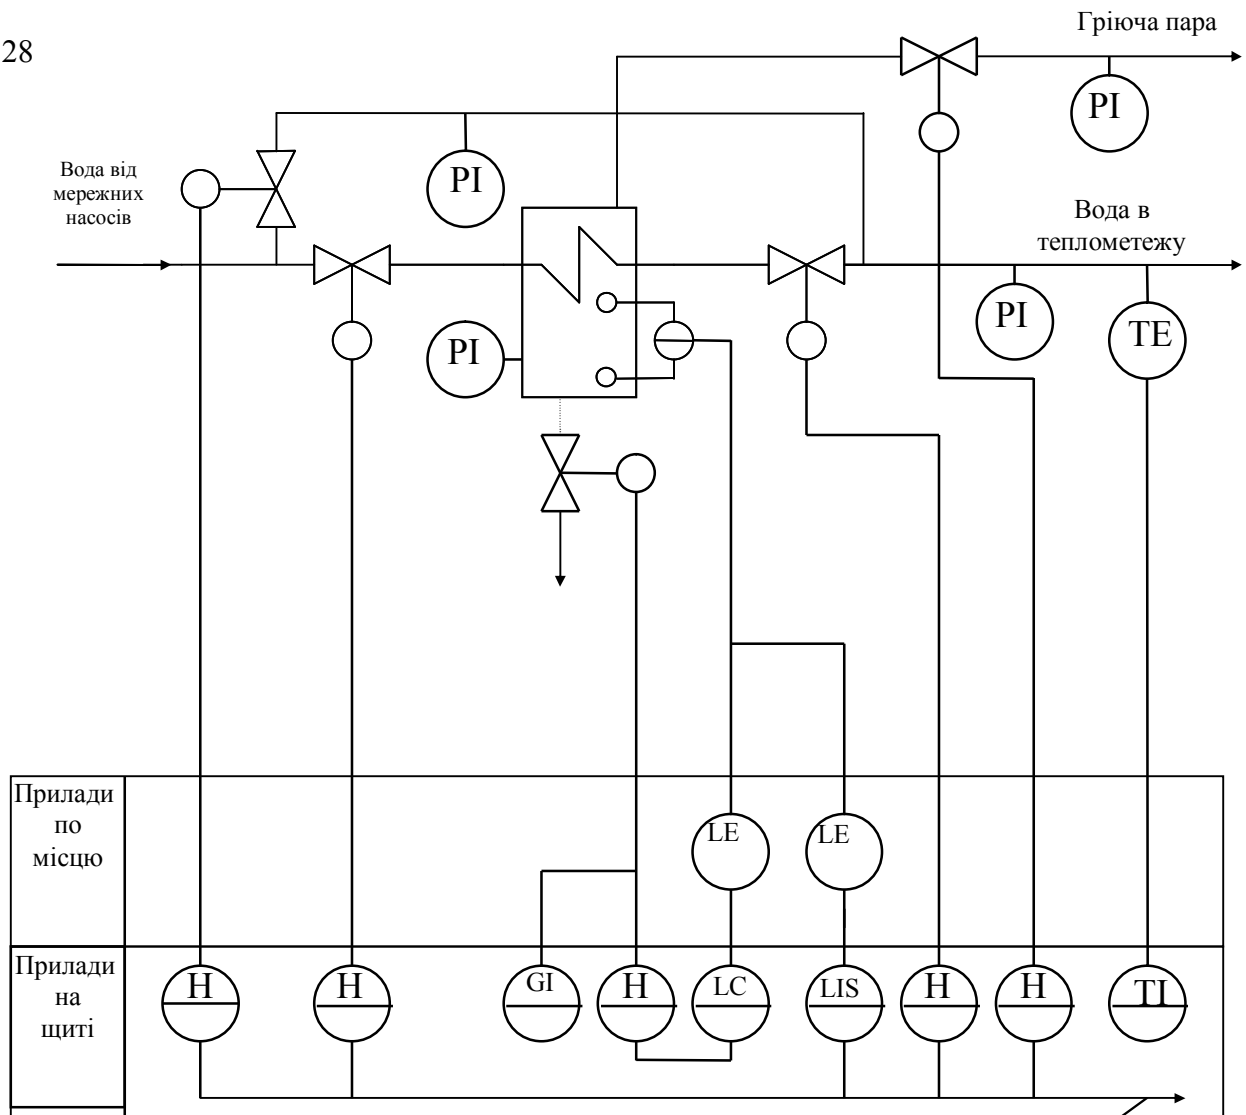 Гріюча пара
28
PI
Вода від
мережних
насосів
PI
Вода в
теплометежу
PI
TE
PI
Прилади
по
місцю
LE
LE
Прилади
на
щиті
H
H
GI
H
LC
LIS
H
H
TI